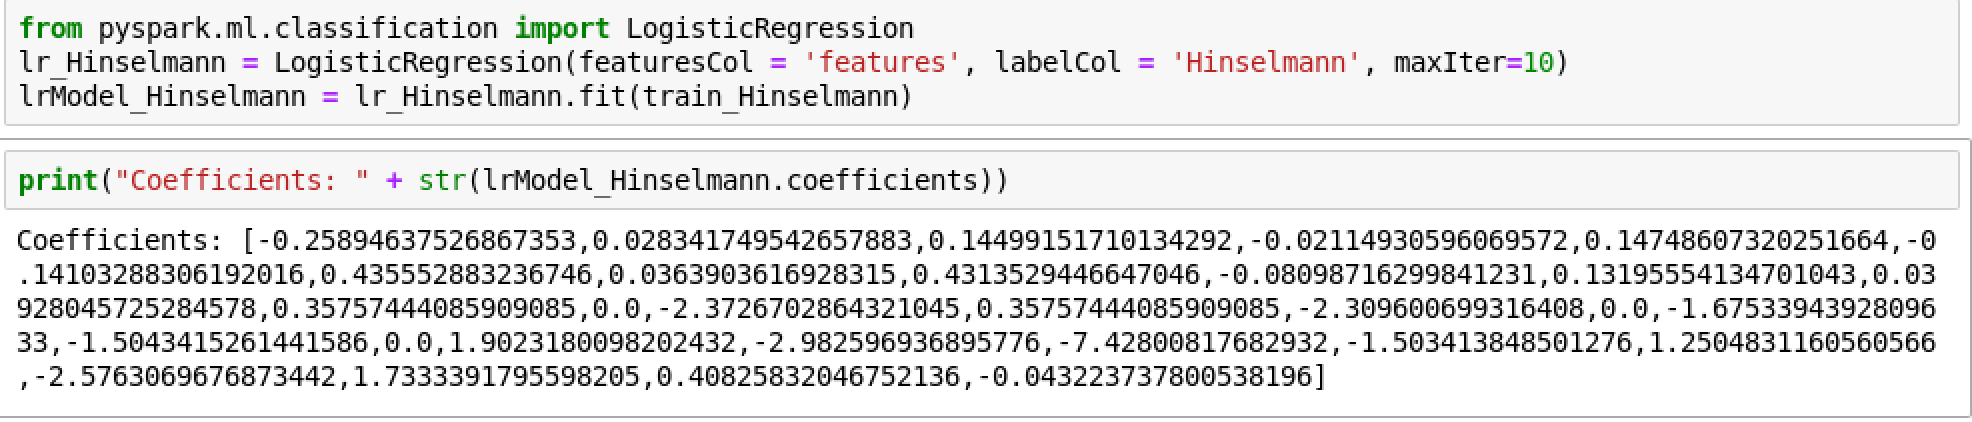 from pyspark.ml.classification import LogisticRegression
lr_Hinselmann = LogisticRegression(featuresCol = 'features', labelCol = 'Hinselmann', maxIter=10)
lrModel_Hinselmann = lr_Hinselmann.fit(train_Hinselmann)
print("Coefficients: " + str(lrModel_Hinselmann.coefficients))
Coefficients: [-0.25894637526867353,0.028341749542657883,0.14499151710134292,-0.02114930596069572,0.14748607320251664,-0
.14103288306192016,0.435552883236746,0.0363903616928315,0.4313529446647046,-0.08098716299841231,0.13195554134701043,0.03
928045725284578,0.35757444085909085,0.0,-2.3726702864321045,0.35757444085909085,-2.309600699316408,0.0,-1.67533943928096
33,-1.5043415261441586,0.0,1.9023180098202432,-2.982596936895776,-7.42800817682932,-1.503413848501276,1.2504831160560566
,-2.5763069676873442,1.7333391795598205,0.40825832046752136,-0.043223737800538196]